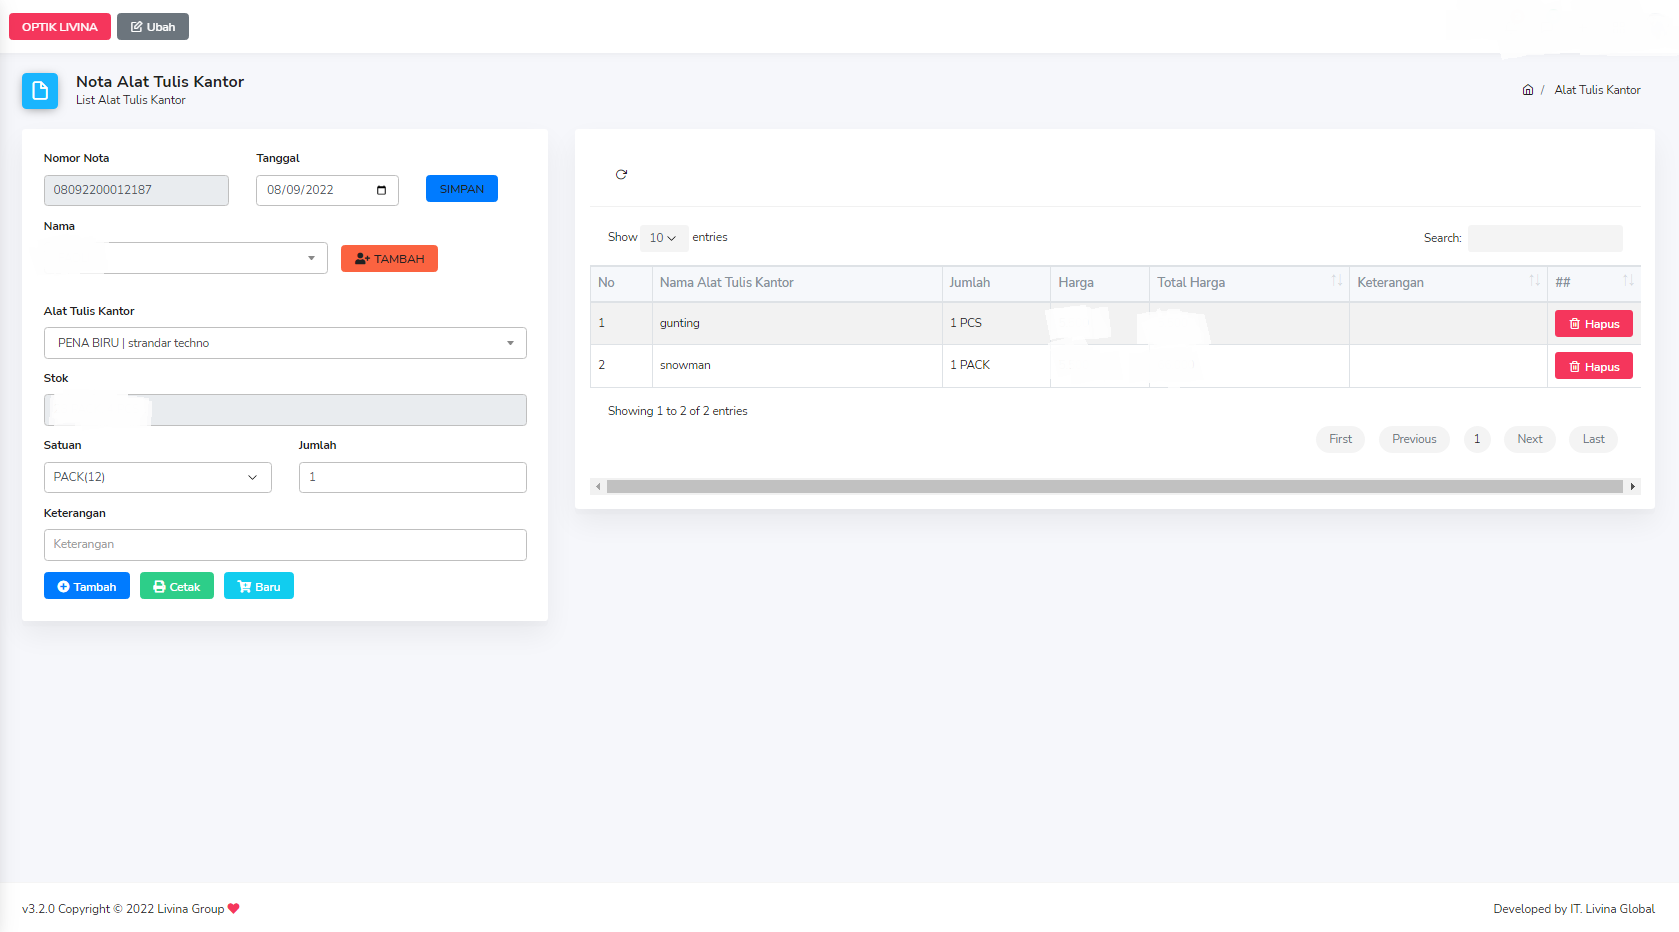 OPTIK LIVINA Ubah
Nota Alat Tulis Kantor
List Alat Tulis Kantor
/ Alat Tulis Kantor
Nomor Nota Tanggal
08092200012187 08/09/2022 SIMPAN
Nama
TAMBAH
Alat Tulis Kantor
PENA BIRU | strandar techno
Stok
Satuan Jumlah
PACK(12) 1
Keterangan
Keterangan
Tambah Cetak Baru
Show 10 entries Search:
No Nama Alat Tulis Kantor Jumlah Harga Total Harga Keterangan ##
1 gunting 1 PCS Hapus
2 snowman 1 PACK Hapus
Showing 1 to 2 of 2 entries
First Previous 1 Next Last
v3.2.0 Copyright © 2022 Livina Group
Developed by IT. Livina Global